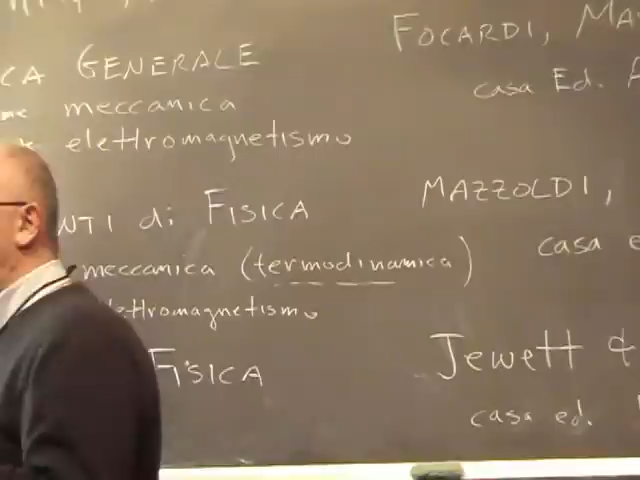 CA GENERALE
meccanica
elettromagnetismo
NTI di FISICA
meccanica (termodinamica)
elettromagnetismo
FISICA
FOCARDI, MA
casa Ed.
MAZZOLDI,
casa e
Jewett &
casa ed.